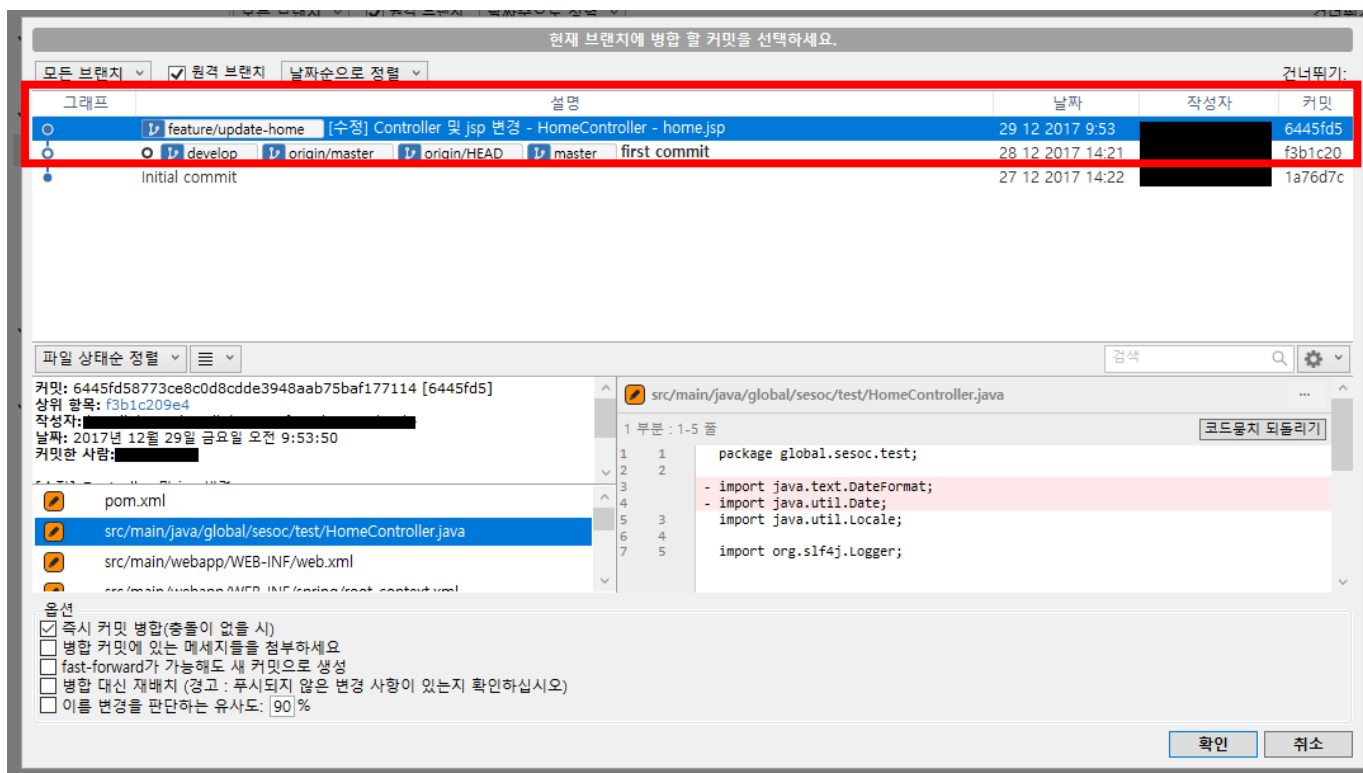 현재 브랜치에 병합 할 커밋을 선택하세요.
모든 브랜치 원격 브랜치 날짜순으로 정렬 건너뛰기:
그래프 설명 날짜 작성자 커밋
feature/update-home [수정] Controller 및 jsp 변경 - HomeController - home.jsp 29 12 2017 9:53 6445fd5
develop origin/master origin/HEAD master first commit 28 12 2017 14:21 f3b1c20
Initial commit 27 12 2017 14:22 1a76d7c
파일 상태순 정렬 검색
커밋: 6445fd58773ce8c0d8cdde3948aab75baf177114 [6445fd5]
상위 항목: f3b1c209e4
작성자:
날짜: 2017년 12월 29일 금요일 오전 9:53:50
커밋한 사람:
pom.xml
src/main/java/global/sesoc/test/HomeController.java
src/main/webapp/WEB-INF/web.xml
src/main/webapp/WEB-INF/spring/root-context.xml
src/main/java/global/sesoc/test/HomeController.java ...
1 부분 : 1-5 줄 코드뭉치 되돌리기
1 1 package global.sesoc.test;
2 2
3 - import java.text.DateFormat;
4 - import java.util.Date;
5 3 import java.util.Locale;
6 4
7 5 import org.slf4j.Logger;
옵션
즉시 커밋 병합(충돌이 없을 시)
병합 커밋에 있는 메세지들을 첨부하세요
fast-forward가 가능해도 새 커밋으로 생성
병합 대신 재배치 (경고 : 푸시되지 않은 변경 사항이 있는지 확인하십시오)
이름 변경을 판단하는 유사도: 90 %
확인 취소